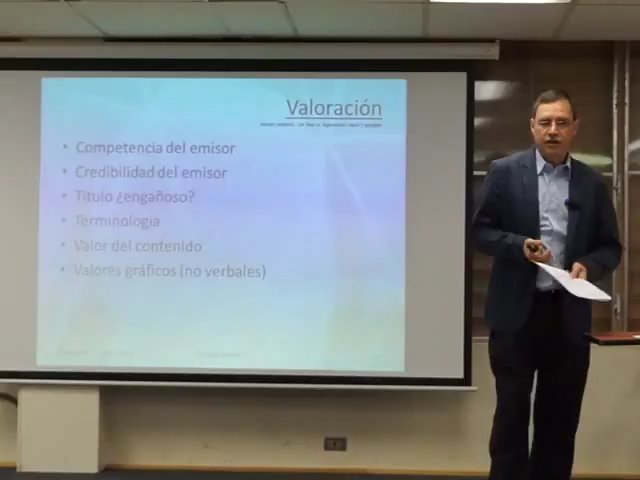 Valoración
• Competencia del emisor
• Credibilidad del emisor
• Título ¿engañoso?
• Terminología
• Valor del contenido
• Valores gráficos (no verbales)